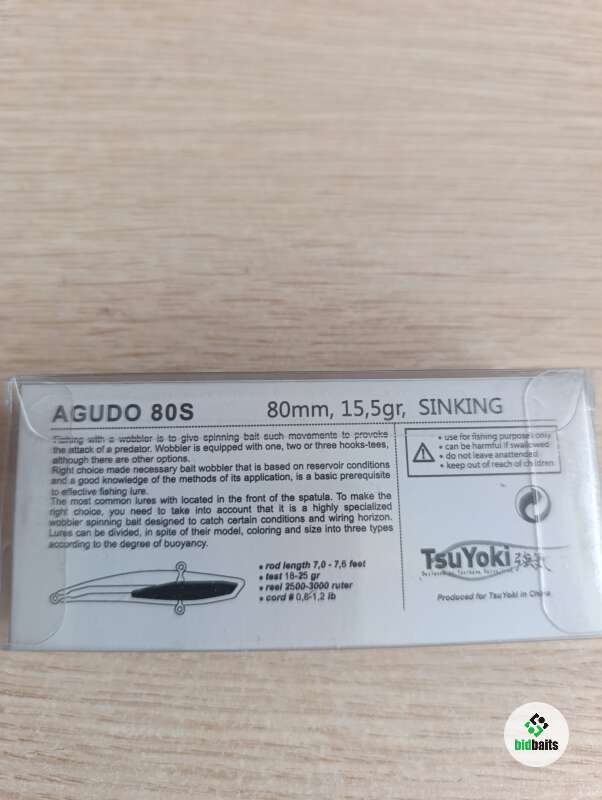 AGUDO 80S
80mm, 15,5gr, SINKING
Fishing with a wobbler is to give spinning bait such movements to provoke
the attack of a predator. Wobbler is equipped with one, two or three hooks-tees,
although there are other options.
Right choice made necessary bait wobbler that is based on reservoir conditions
and a good knowledge of the methods of its application, is a basic prerequisite
to effective fishing lure.
The most common lures with located in the front of the spatula. To make the
right choice, you need to take into account that it is a highly specialized
wobbler spinning bait designed to catch certain conditions and wiring horizon.
Lures can be divided, in spite of their model, coloring and size into three types
according to the degree of buoyancy.
• rod length 7,0 - 7,6 feet
• test 18-25 gr
• reel 2500-3000 ruter
• cord # 0,6-1,2 lb
• use for fishing purposes only
• can be harmful if swallowed
• do not leave anattended
• keep out of reach of children
TsuYoki
Produced for TsuYoki in China
bidbaits